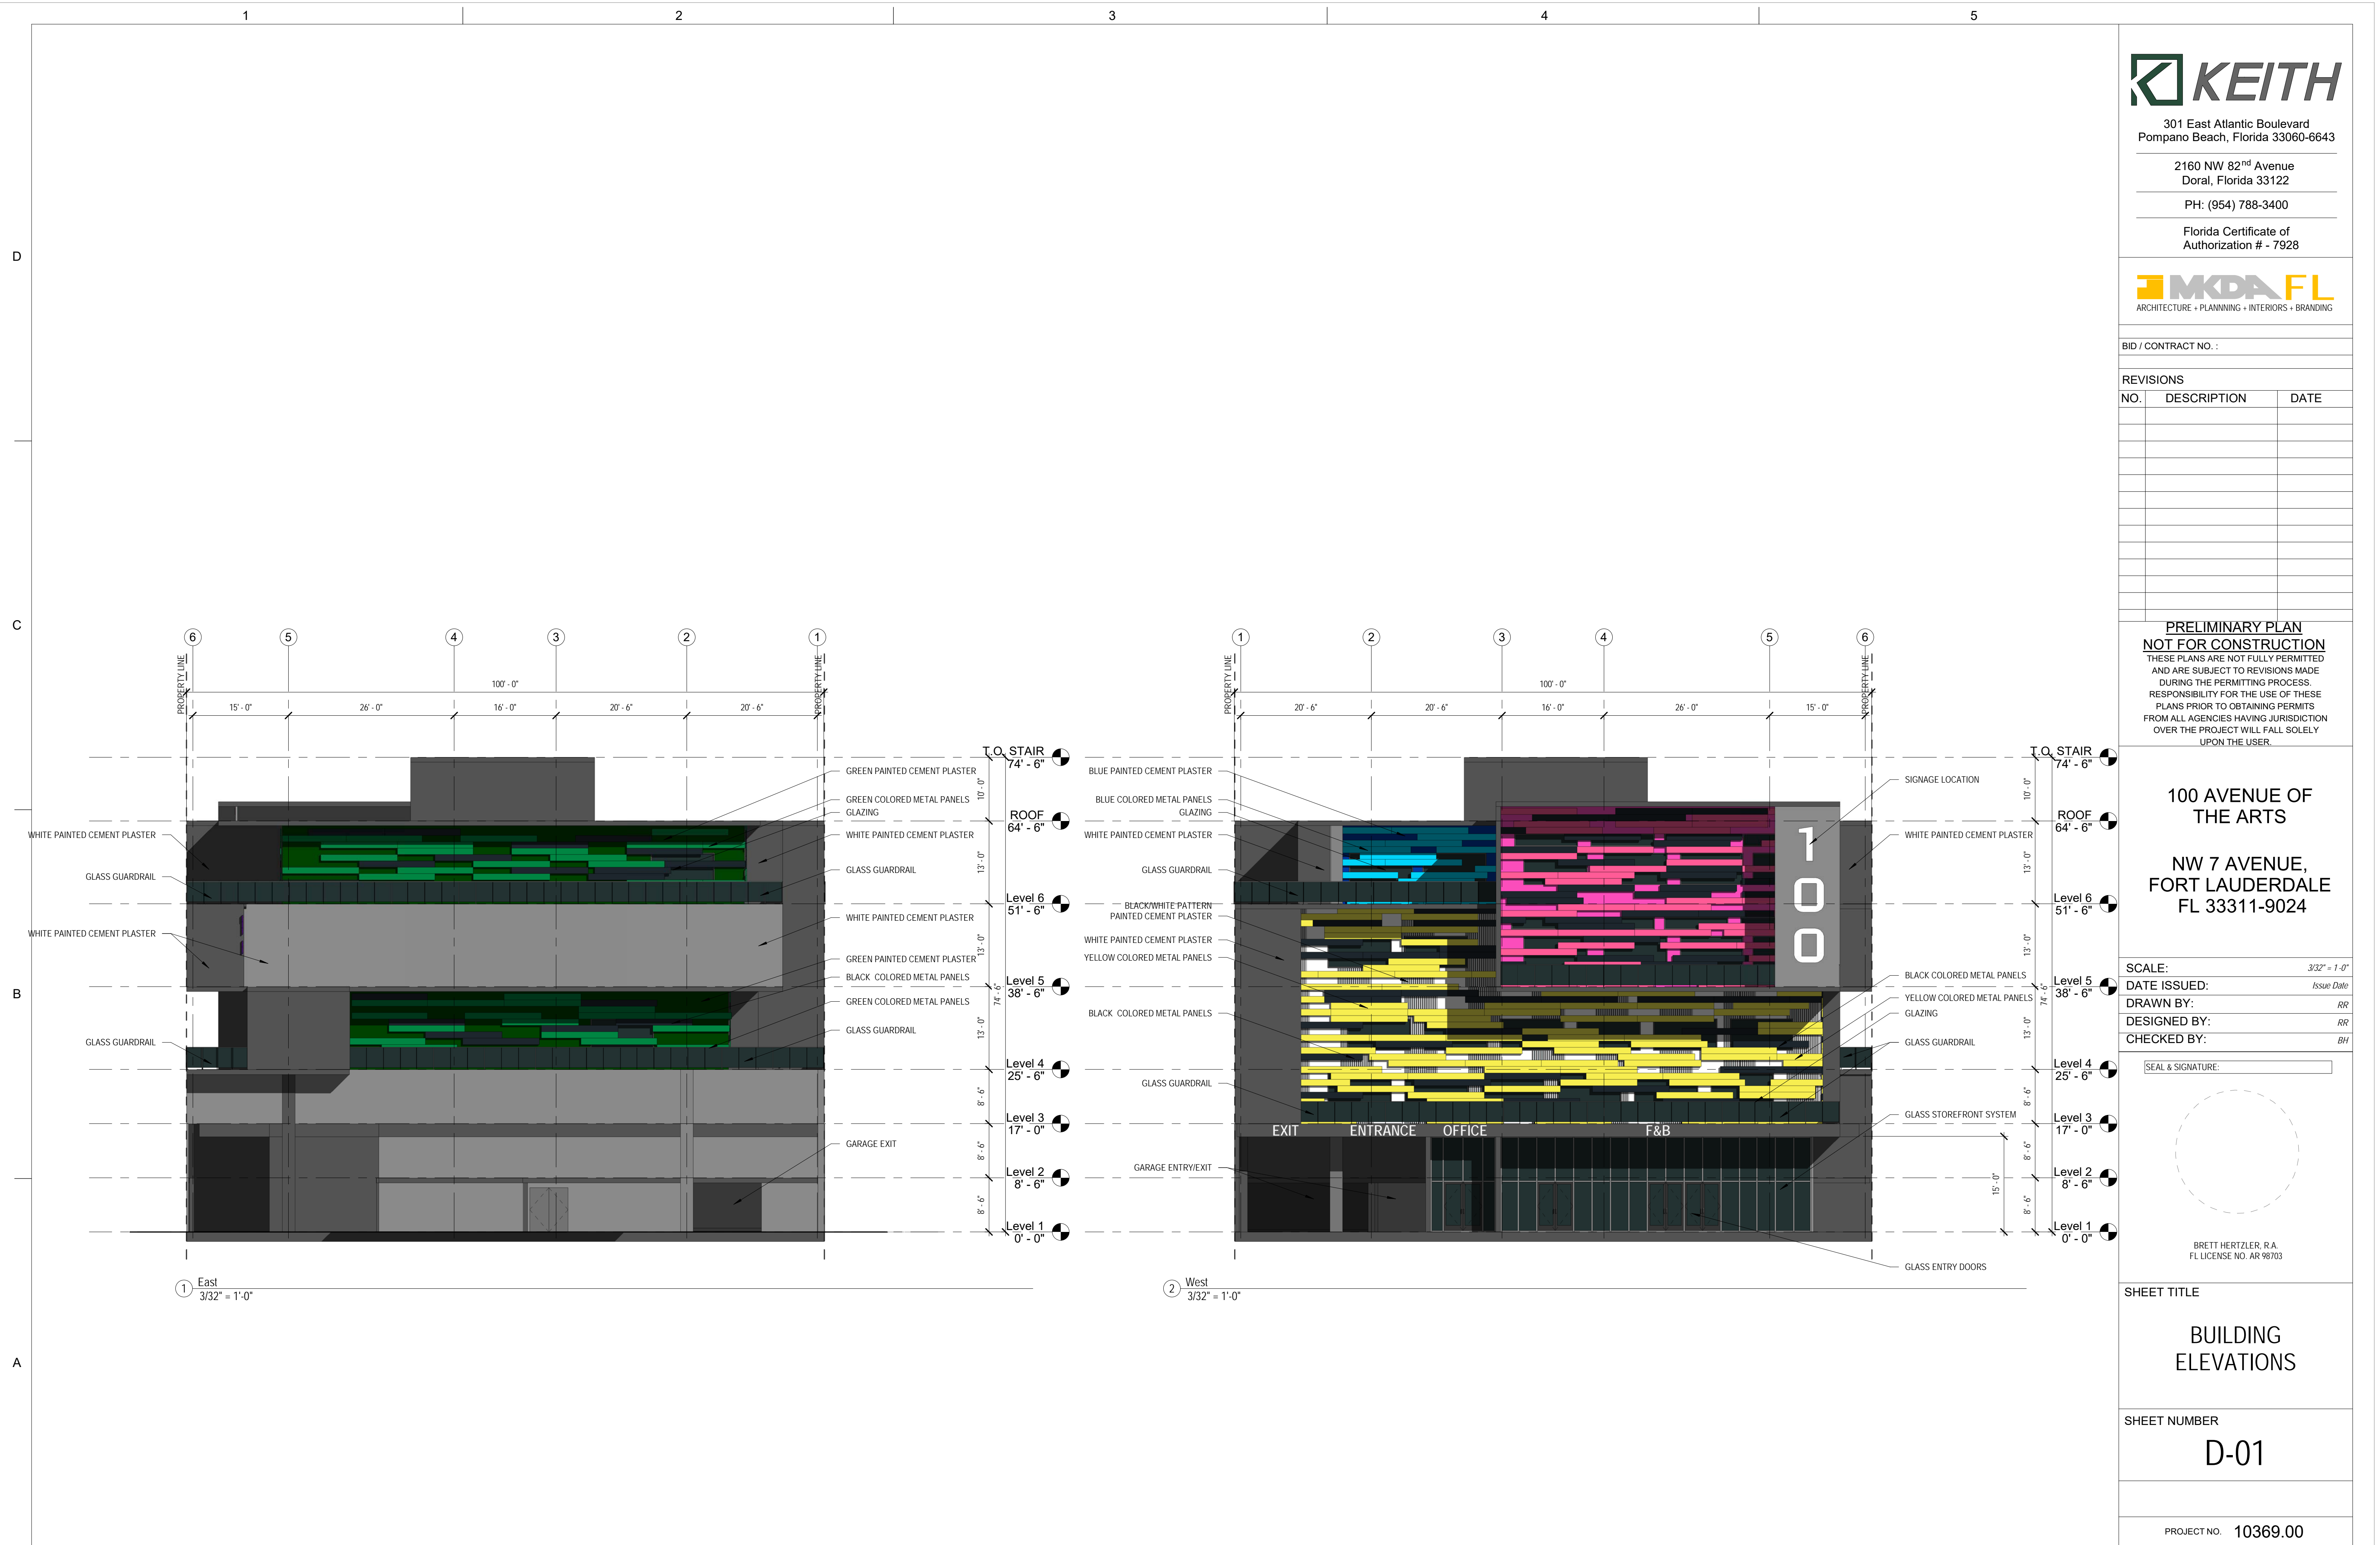 1 2 3 4 5
D
C
B
A
KEITH
301 East Atlantic Boulevard
Pompano Beach, Florida 33060-6643
2160 NW 82nd Avenue
Doral, Florida 33122
PH: (954) 788-3400
Florida Certificate of
Authorization # - 7928
MKDA FL
ARCHITECTURE + PLANNNING + INTERIORS + BRANDING
BID / CONTRACT NO. :
REVISIONS
NO. DESCRIPTION DATE
PRELIMINARY PLAN
NOT FOR CONSTRUCTION
THESE PLANS ARE NOT FULLY PERMITTED
AND ARE SUBJECT TO REVISIONS MADE
DURING THE PERMITTING PROCESS.
RESPONSIBILITY FOR THE USE OF THESE
PLANS PRIOR TO OBTAINING PERMITS
FROM ALL AGENCIES HAVING JURISDICTION
OVER THE PROJECT WILL FALL SOLELY
UPON THE USER.
100 AVENUE OF
THE ARTS
NW 7 AVENUE,
FORT LAUDERDALE
FL 33311-9024
SCALE: 3/32" = 1'-0"
DATE ISSUED: Issue Date
DRAWN BY: RR
DESIGNED BY: RR
CHECKED BY: BH
SEAL & SIGNATURE:
BRETT HERTZLER, R.A.
FL LICENSE NO. AR 98703
SHEET TITLE
BUILDING
ELEVATIONS
SHEET NUMBER
D-01
PROJECT NO. 10369.00
6 5 4 3 2 1
PROPERTY LINE
PROPERTY LINE
100' - 0"
15' - 0" 26' - 0" 16' - 0" 20' - 6" 20' - 6"
WHITE PAINTED CEMENT PLASTER
GLASS GUARDRAIL
WHITE PAINTED CEMENT PLASTER
GLASS GUARDRAIL
GREEN PAINTED CEMENT PLASTER
GREEN COLORED METAL PANELS
GLAZING
WHITE PAINTED CEMENT PLASTER
GLASS GUARDRAIL
WHITE PAINTED CEMENT PLASTER
GREEN PAINTED CEMENT PLASTER
BLACK COLORED METAL PANELS
GREEN COLORED METAL PANELS
GLASS GUARDRAIL
GARAGE EXIT
10' - 0"
13' - 0"
13' - 0"
13' - 0"
8' - 6"
8' - 6"
8' - 6"
74' - 6"
T.O. STAIR
74' - 6"
ROOF
64' - 6"
Level 6
51' - 6"
Level 5
38' - 6"
Level 4
25' - 6"
Level 3
17' - 0"
Level 2
8' - 6"
Level 1
0' - 0"
1 East
3/32" = 1'-0"
1 2 3 4 5 6
PROPERTY LINE
PROPERTY LINE
100' - 0"
20' - 6" 20' - 6" 16' - 0" 26' - 0" 15' - 0"
BLUE PAINTED CEMENT PLASTER
BLUE COLORED METAL PANELS
GLAZING
WHITE PAINTED CEMENT PLASTER
GLASS GUARDRAIL
BLACK/WHITE PATTERN
PAINTED CEMENT PLASTER
WHITE PAINTED CEMENT PLASTER
YELLOW COLORED METAL PANELS
BLACK COLORED METAL PANELS
GLASS GUARDRAIL
GARAGE ENTRY/EXIT
1
0
0
EXIT ENTRANCE OFFICE F&B
SIGNAGE LOCATION
WHITE PAINTED CEMENT PLASTER
BLACK COLORED METAL PANELS
YELLOW COLORED METAL PANELS
GLAZING
GLASS GUARDRAIL
GLASS STOREFRONT SYSTEM
GLASS ENTRY DOORS
15' - 0"
10' - 0"
13' - 0"
13' - 0"
13' - 0"
8' - 6"
8' - 6"
8' - 6"
74' - 6"
T.O. STAIR
74' - 6"
ROOF
64' - 6"
Level 6
51' - 6"
Level 5
38' - 6"
Level 4
25' - 6"
Level 3
17' - 0"
Level 2
8' - 6"
Level 1
0' - 0"
2 West
3/32" = 1'-0"